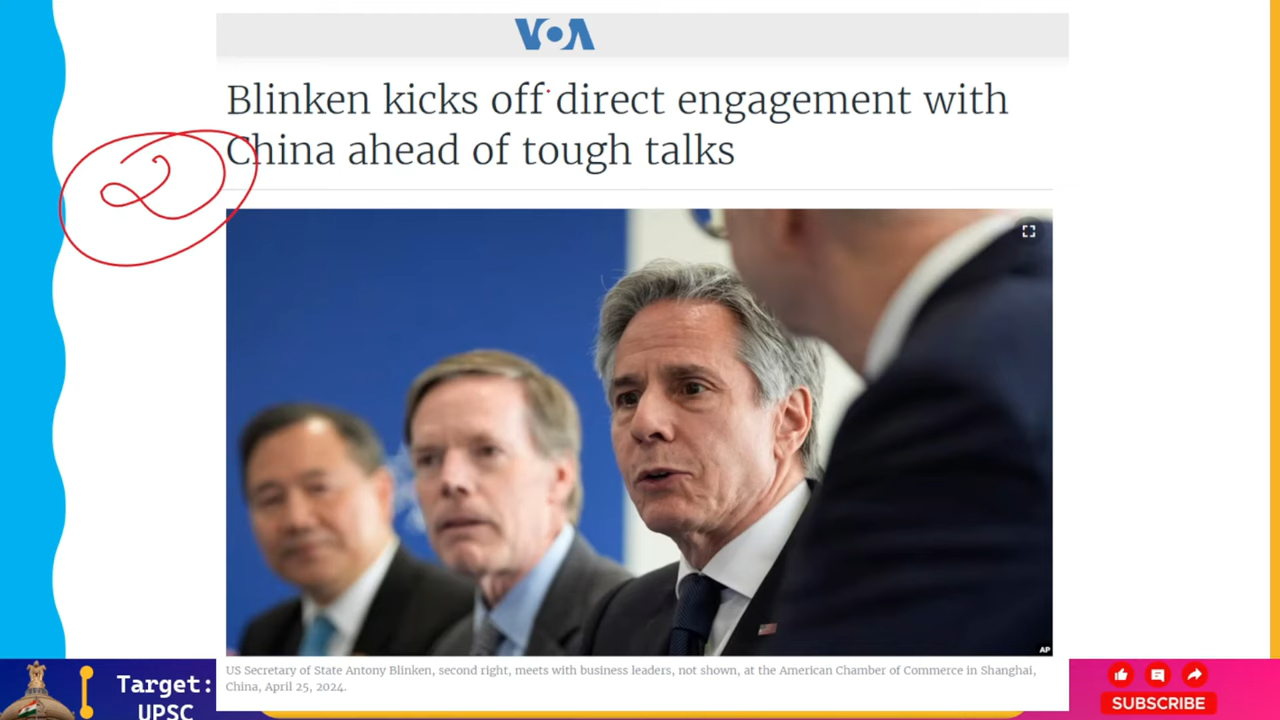 VOA
Blinken kicks off direct engagement with
China ahead of tough talks
2
AP
US Secretary of State Antony Blinken, second right, meets with business leaders, not shown, at the American Chamber of Commerce in Shanghai,
China, April 25, 2024.
Target:
UPSC
SUBSCRIBE